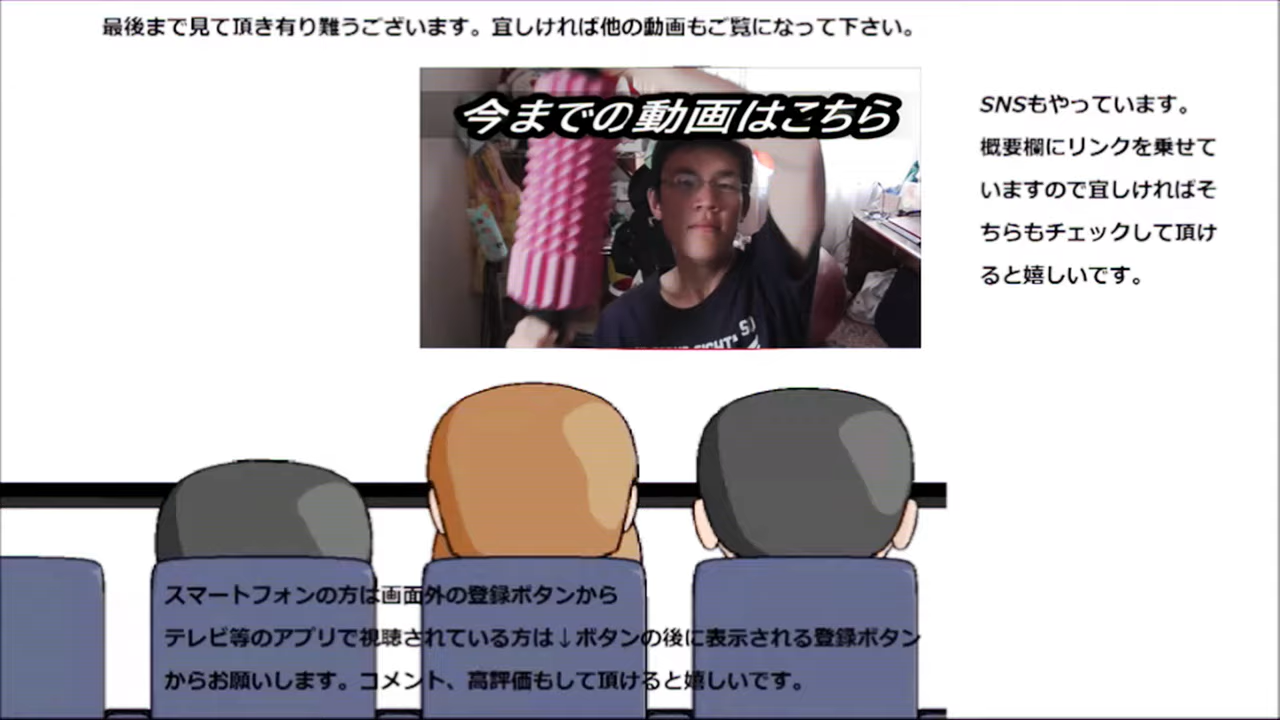 最後まで見て頂き有り難うございます。宜しければ他の動画もご覧になって下さい。
今までの動画はこちら
SNSもやっています。
概要欄にリンクを乗せて
いますので宜しければそ
ちらもチェックして頂け
ると嬉しいです。
スマートフォンの方は画面外の登録ボタンから
テレビ等のアプリで視聴されている方は↓ボタンの後に表示される登録ボタン
からお願いします。コメント、高評価もして頂けると嬉しいです。